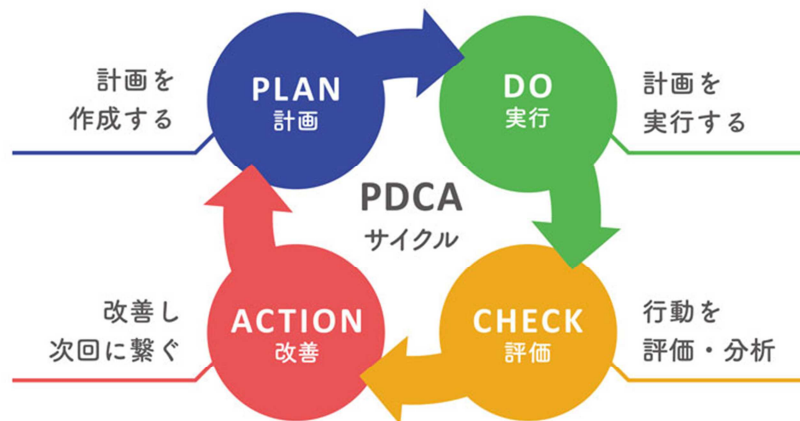 計画を
作成する
PLAN
計画
DO
実行
計画を
実行する
PDCA
サイクル
改善し
次回に繋ぐ
ACTION
改善
CHECK
評価
行動を
評価・分析